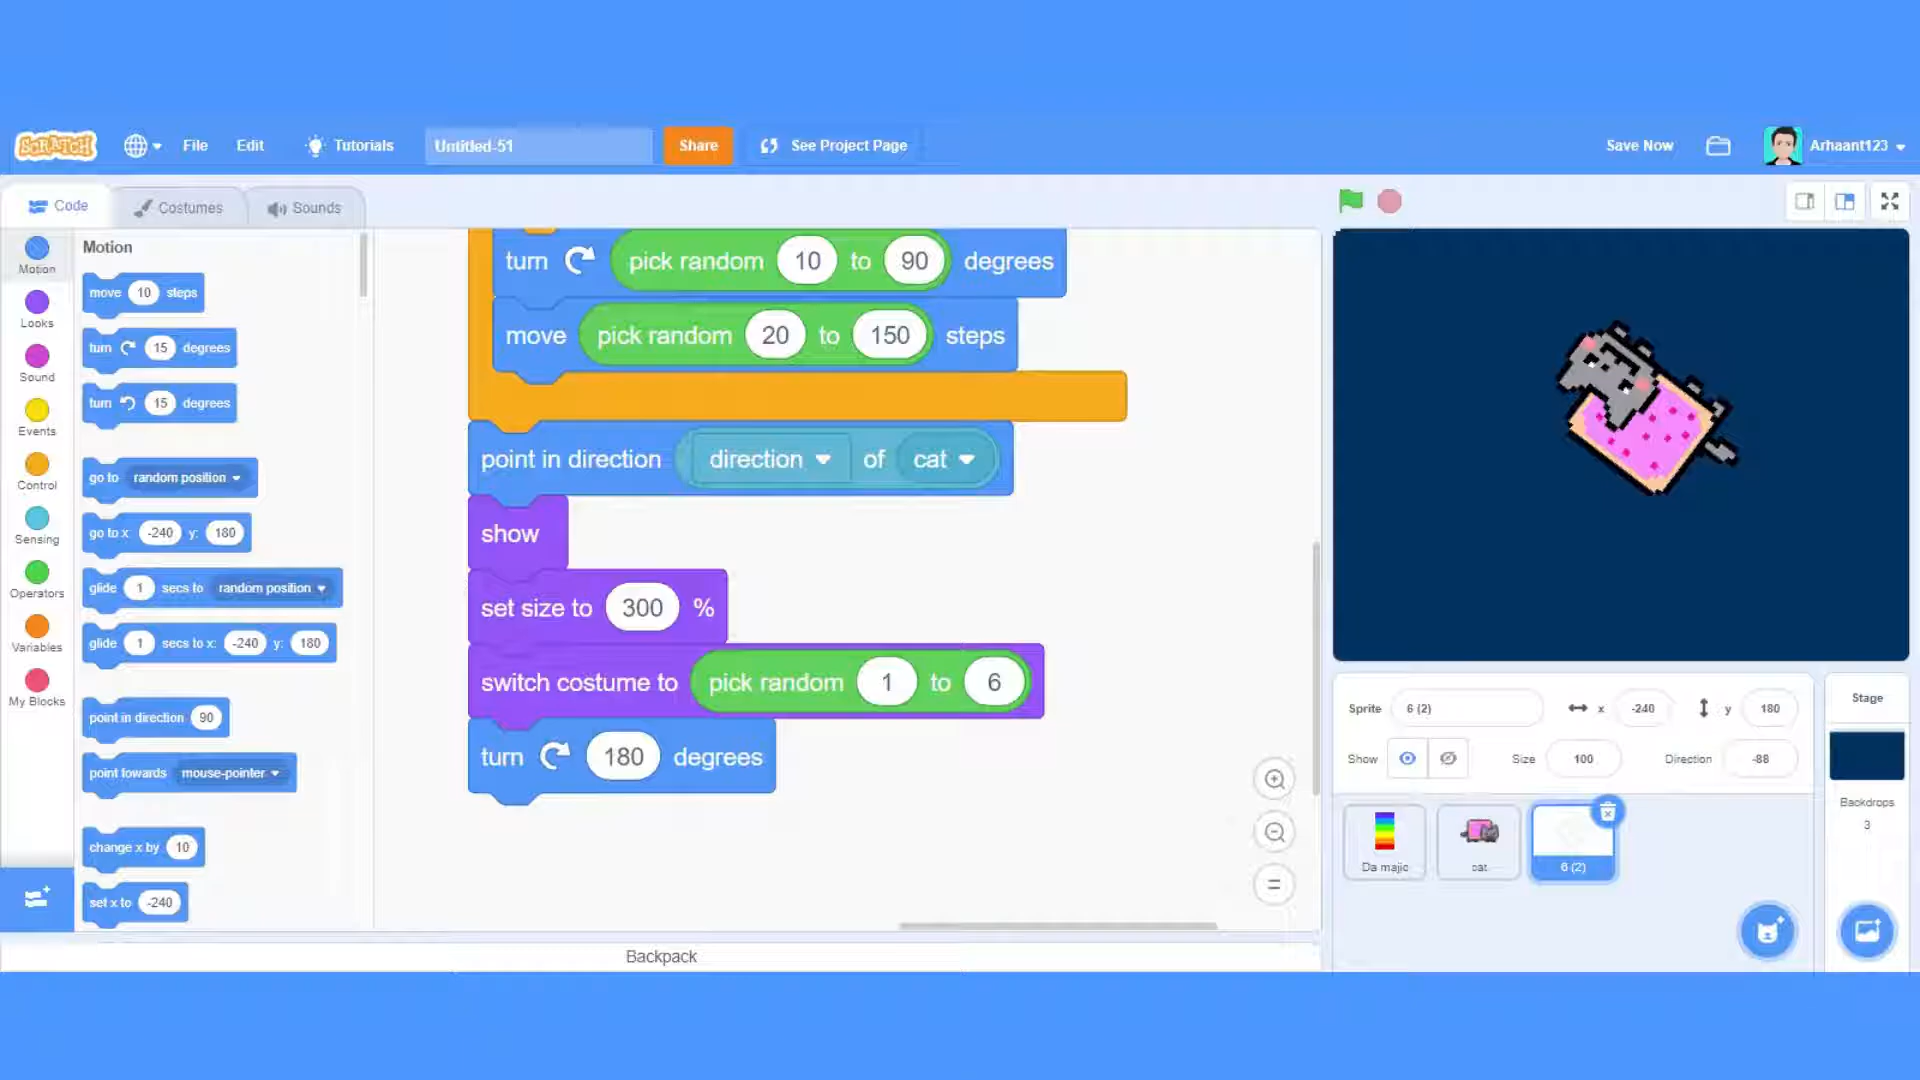 SCRATCH
File
Edit
Tutorials
Untitled-51
Share
See Project Page
Save Now
Arhaant123
Code
Costumes
Sounds
Motion
Looks
Sound
Events
Control
Sensing
Operators
Variables
My Blocks
Motion
move 10 steps
turn 15 degrees
turn 15 degrees
go to random position
go to x: -240 y: 180
glide 1 secs to random position
glide 1 secs to x: -240 y: 180
point in direction 90
point towards mouse-pointer
change x by 10
set x to -240
turn pick random 10 to 90 degrees
move pick random 20 to 150 steps
point in direction direction of cat
show
set size to 300 %
switch costume to pick random 1 to 6
turn 180 degrees
Backpack
Sprite 6 (2) x -240 y 180
Show Size 100 Direction -88
Da majic
cat
6 (2)
Stage
Backdrops
3